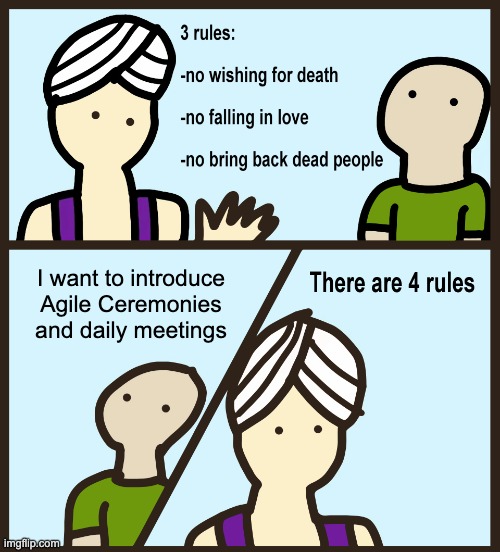 3 rules:
-no wishing for death
-no falling in love
-no bring back dead people
I want to introduce
Agile Ceremonies
and daily meetings
There are 4 rules
imgflip.com